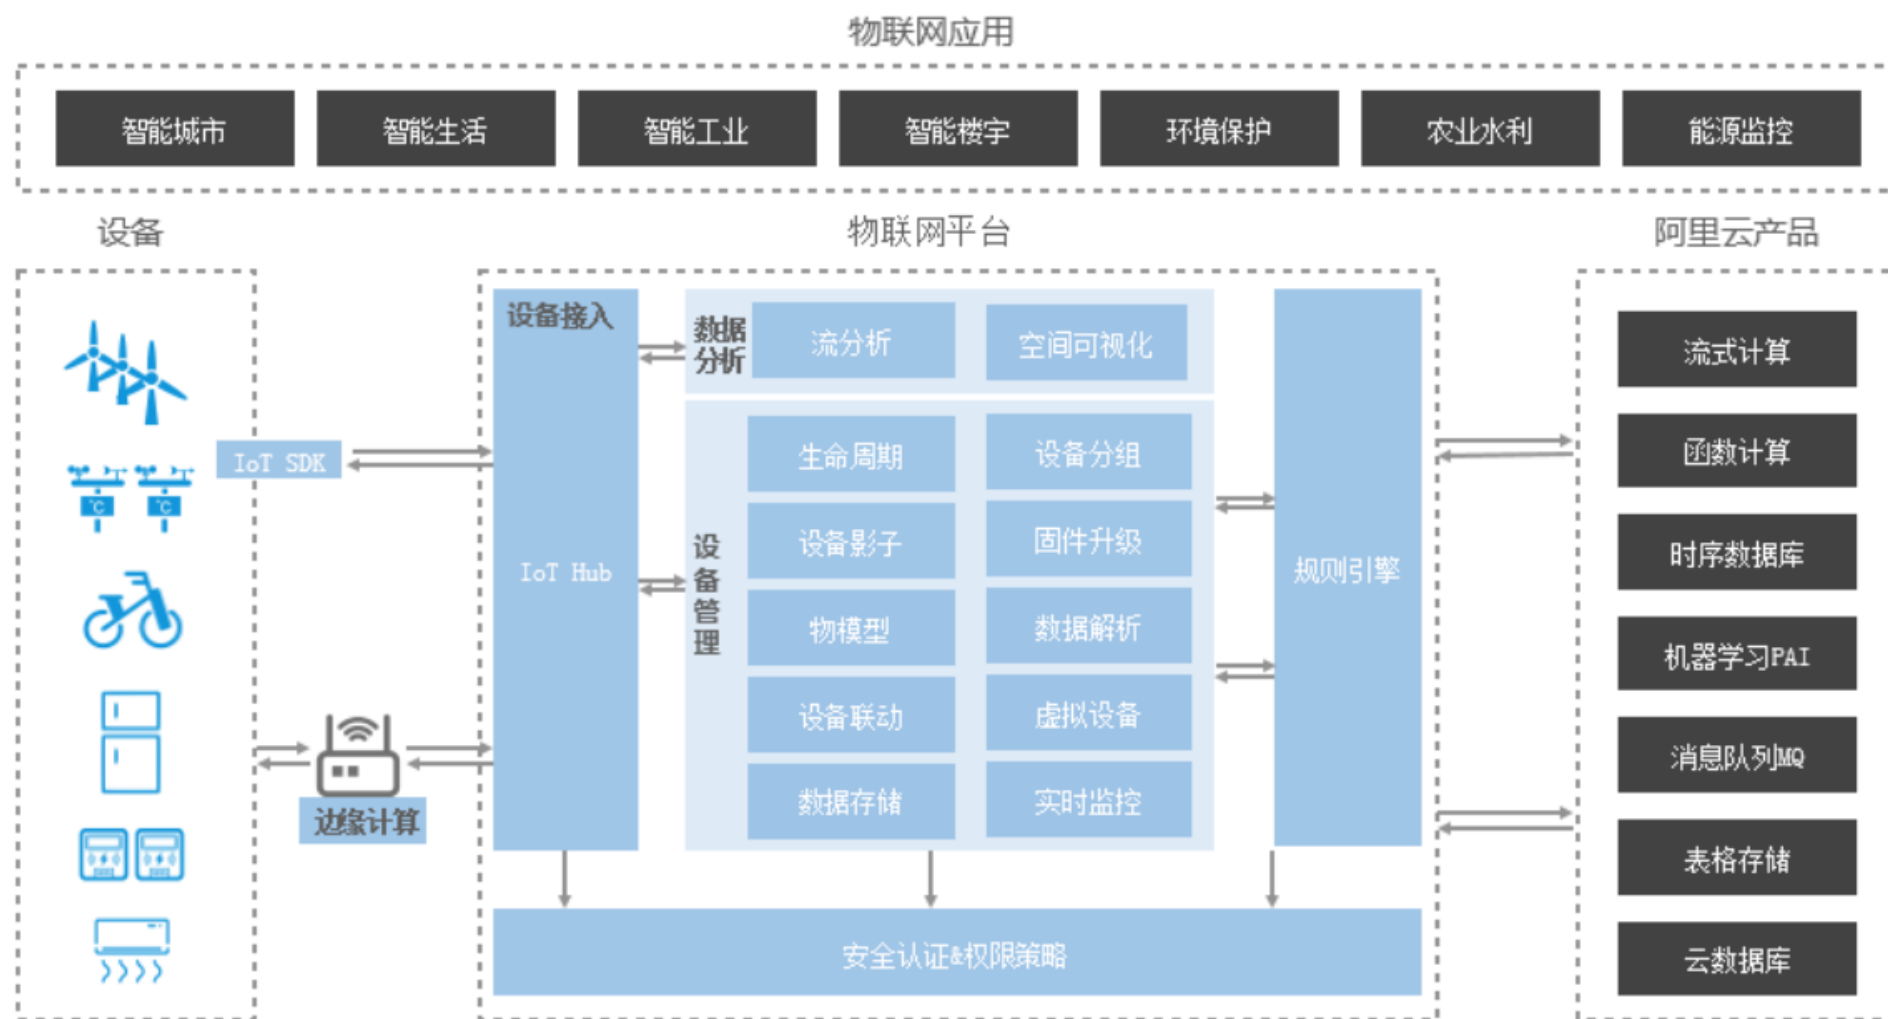 物联网应用
智能城市
智能生活
智能工业
智能楼宇
环境保护
农业水利
能源监控
设备
物联网平台
阿里云产品
IoT SDK
边缘计算
设备接入
IoT Hub
数据
分析
流分析
空间可视化
设
备
管
理
生命周期
设备分组
设备影子
固件升级
物模型
数据解析
设备联动
虚拟设备
数据存储
实时监控
规则引擎
安全认证&权限策略
流式计算
函数计算
时序数据库
机器学习PAI
消息队列MQ
表格存储
云数据库
℃
℃